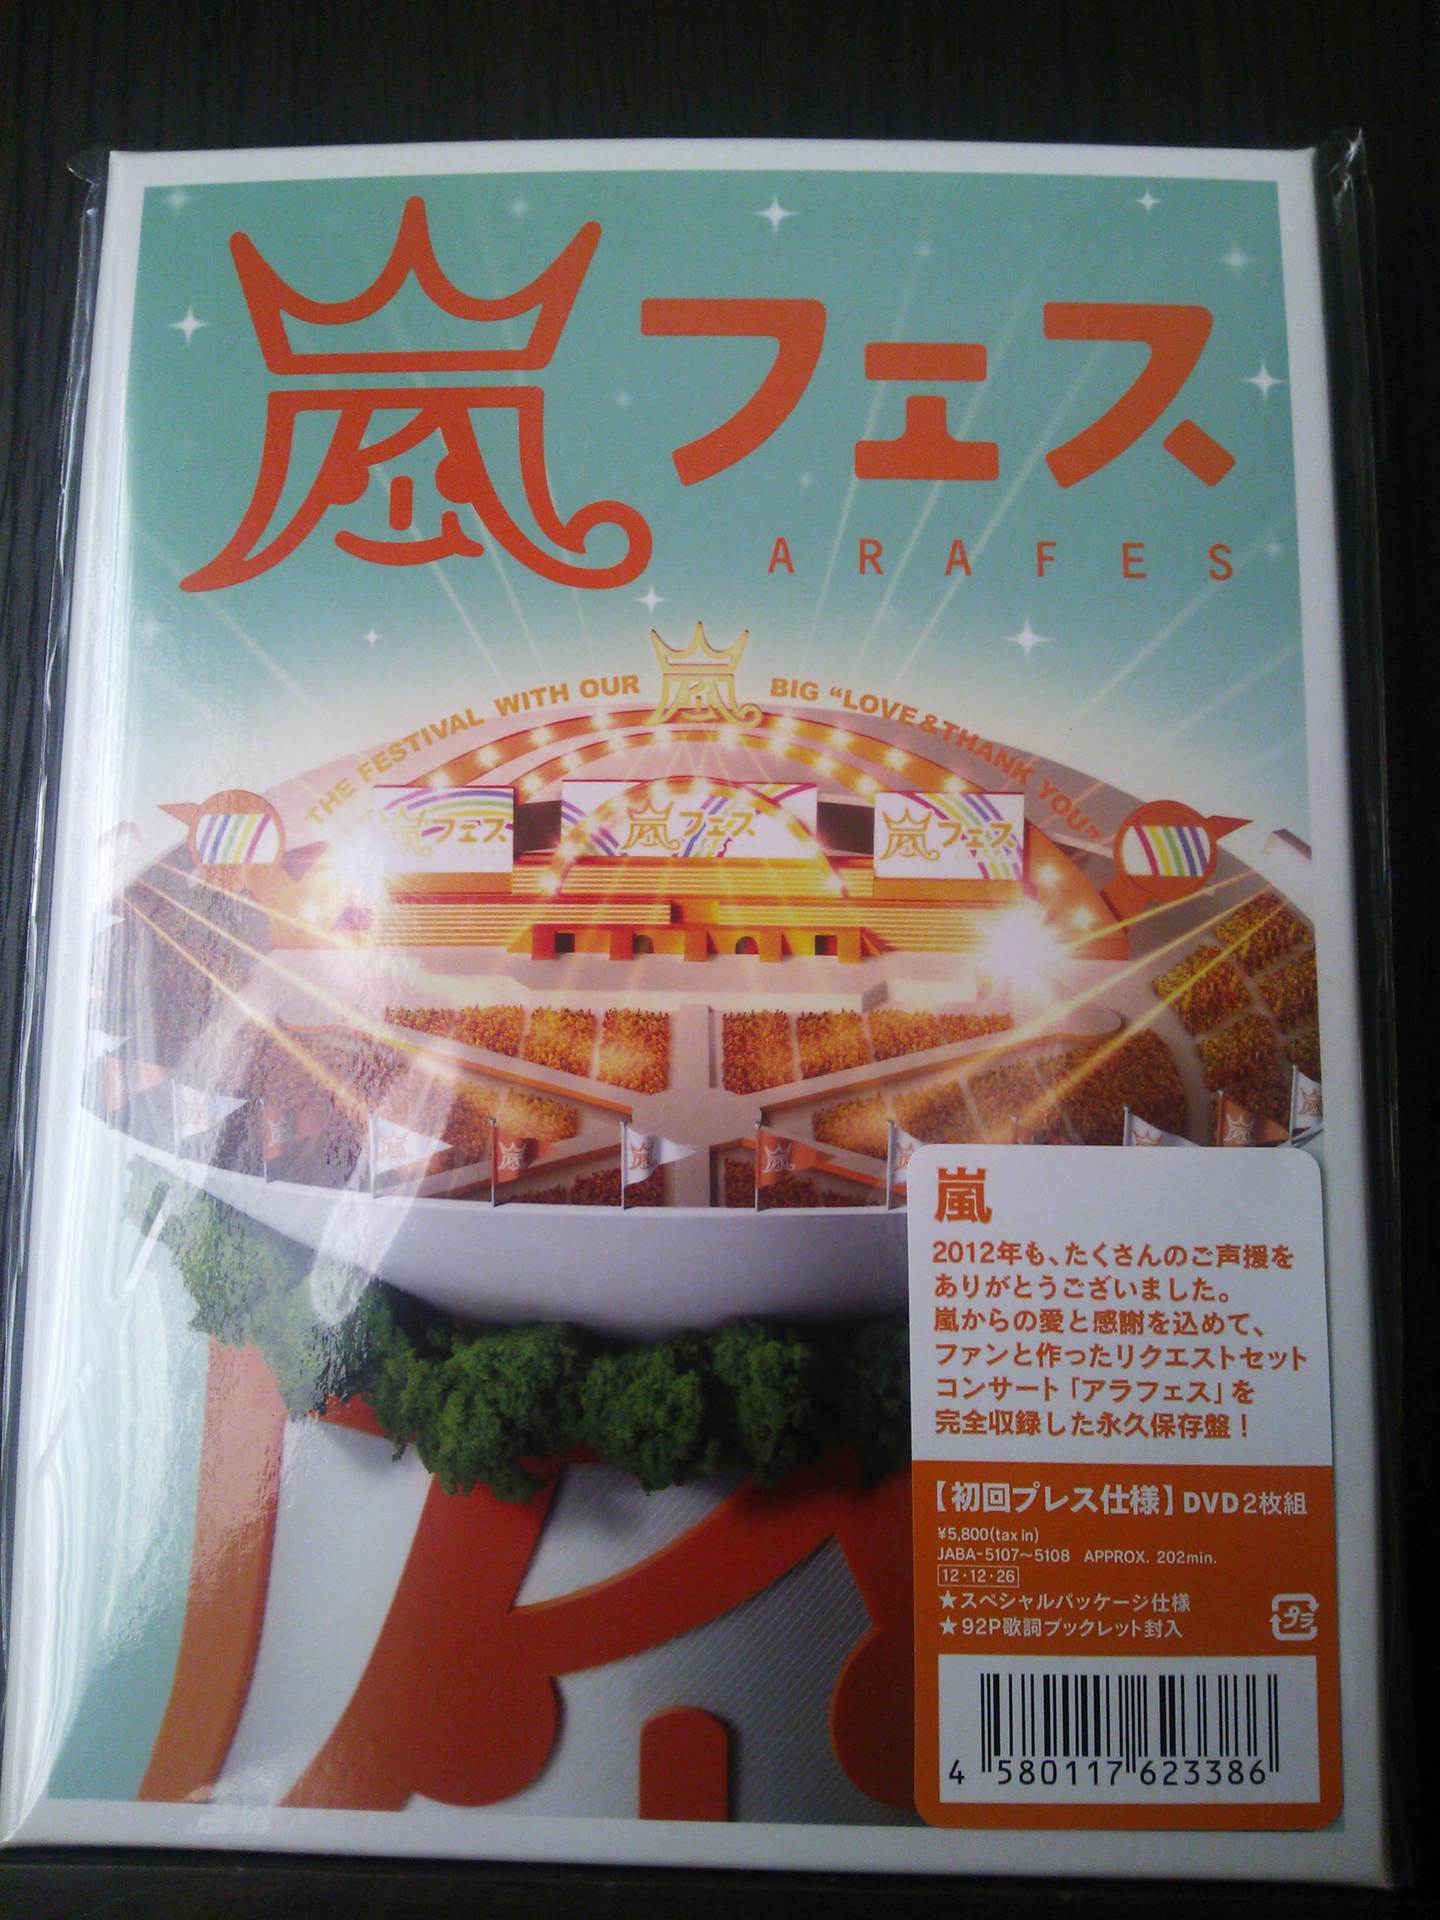 嵐フェス
ARAFES
THE FESTIVAL WITH OUR BIG “LOVE&THANK YOU”
嵐
嵐フェス
嵐フェス
嵐フェス
嵐
2012年も、たくさんのご声援を
ありがとうございました。
嵐からの愛と感謝を込めて、
ファンと作ったリクエストセット
コンサート「アラフェス」を
完全収録した永久保存盤！
【初回プレス仕様】DVD2枚組
¥5,800(tax in)
JABA-5107～5108 APPROX. 202min.
12・12・26
★スペシャルパッケージ仕様
★92P歌詞ブックレット封入
プラ
4 580117 623386